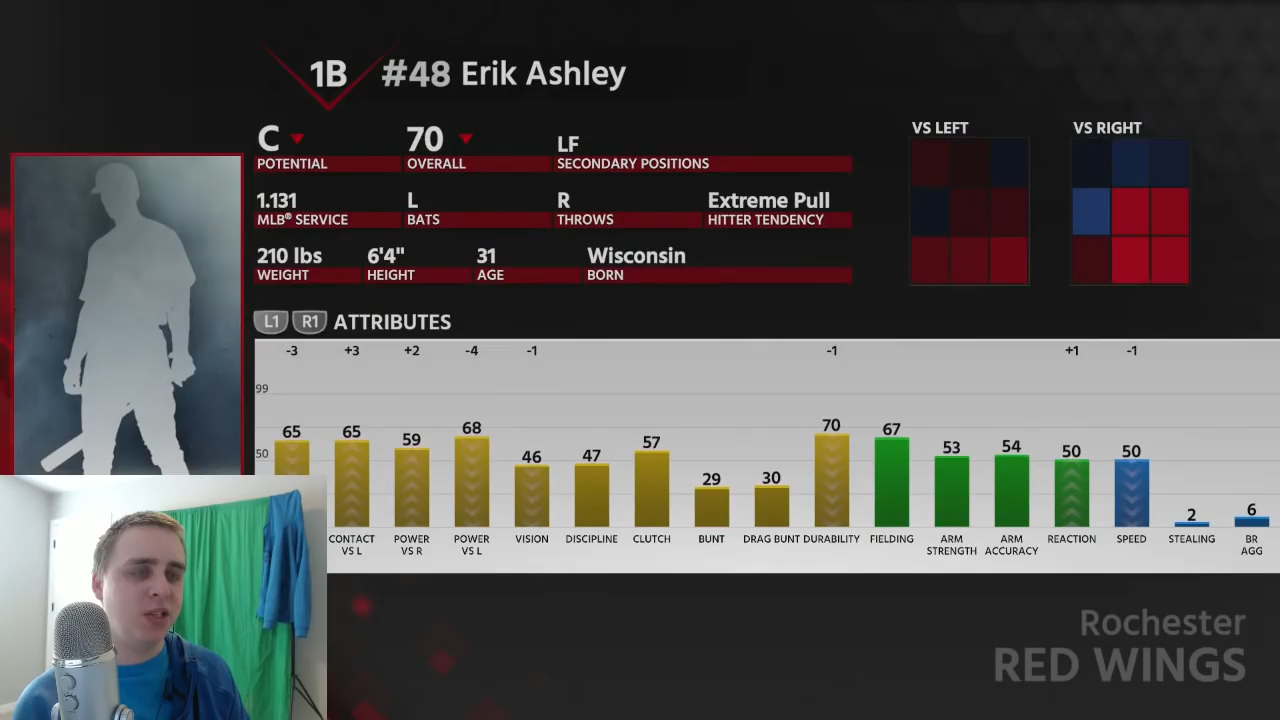 1B #48 Erik Ashley
C 70 LF
POTENTIAL OVERALL SECONDARY POSITIONS
1.131 L R Extreme Pull
MLB® SERVICE BATS THROWS HITTER TENDENCY
210 lbs 6'4" 31 Wisconsin
WEIGHT HEIGHT AGE BORN
VS LEFT VS RIGHT
L1 R1 ATTRIBUTES
-3 +3 +2 -4 -1 -1 +1 -1
99
50
65 65 59 68 46 47 57 29 30 70 67 53 54 50 50 2 6
CONTACT VS L
POWER VS R
POWER VS L
VISION
DISCIPLINE
CLUTCH
BUNT
DRAG BUNT
DURABILITY
FIELDING
ARM STRENGTH
ARM ACCURACY
REACTION
SPEED
STEALING
BR AGG
Rochester
RED WINGS